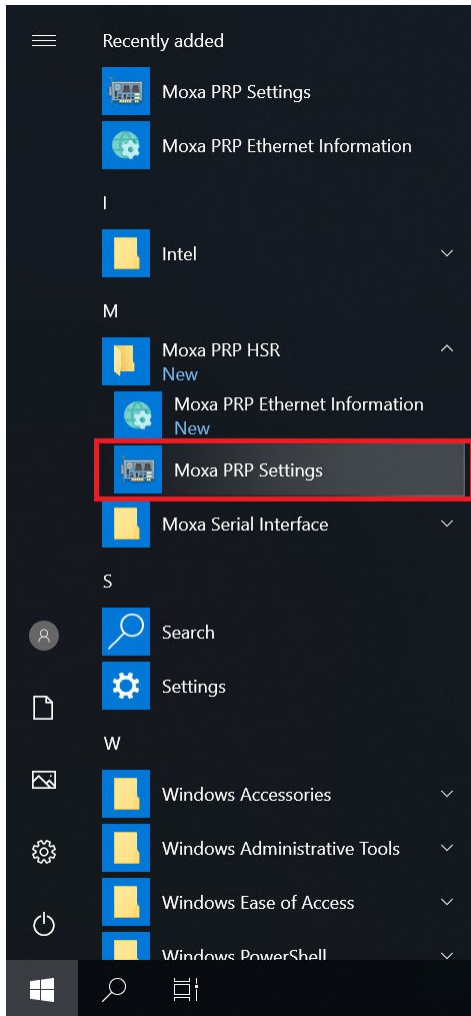 Recently added
Moxa PRP Settings
Moxa PRP Ethernet Information
I
Intel
M
Moxa PRP HSR
New
Moxa PRP Ethernet Information
New
Moxa PRP Settings
Moxa Serial Interface
S
Search
Settings
W
Windows Accessories
Windows Administrative Tools
Windows Ease of Access
Windows PowerShell